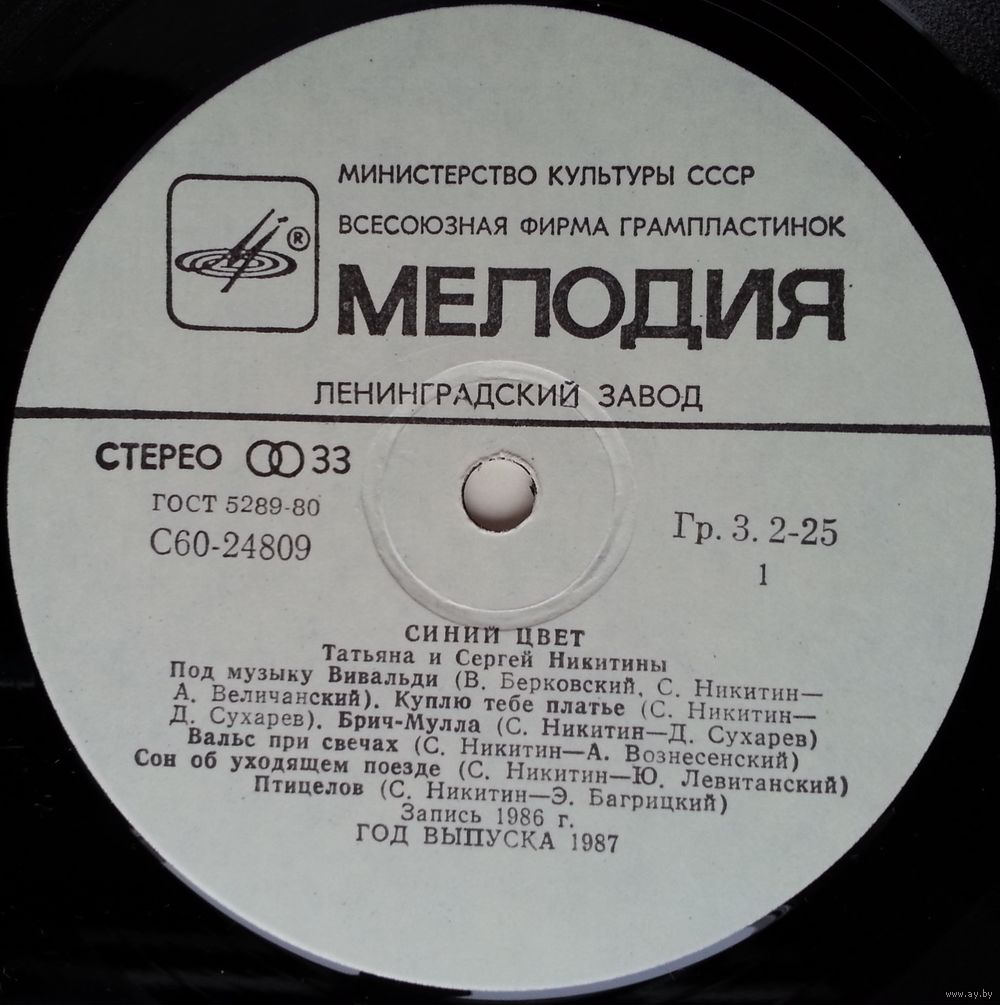 МИНИСТЕРСТВО КУЛЬТУРЫ СССР
ВСЕСОЮЗНАЯ ФИРМА ГРАМПЛАСТИНОК
®
МЕЛОДИЯ
ЛЕНИНГРАДСКИЙ ЗАВОД
СТЕРЕО 33
ГОСТ 5289-80
С60-24809
Гр. 3. 2-25
1
СИНИЙ ЦВЕТ
Татьяна и Сергей Никитины
Под музыку Вивальди (В. Берковский, С. Никитин—
А. Величанский). Куплю тебе платье (С. Никитин—
Д. Сухарев). Брич-Мулла (С. Никитин—Д. Сухарев)
Вальс при свечах (С. Никитин—А. Вознесенский)
Сон об уходящем поезде (С. Никитин—Ю. Левитанский)
Птицелов (С. Никитин—Э. Багрицкий)
Запись 1986 г.
ГОД ВЫПУСКА 1987
www.ay.by